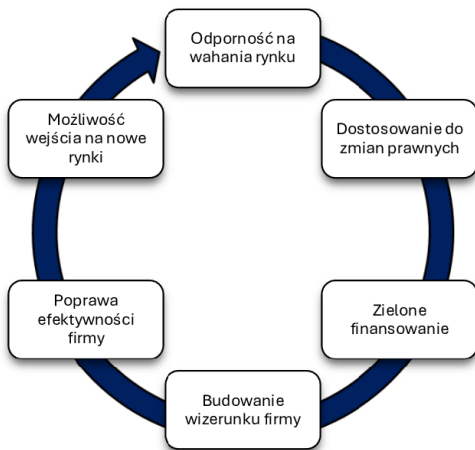 Odporność na
wahania rynku
Dostosowanie do
zmian prawnych
Zielone
finansowanie
Budowanie
wizerunku firmy
Poprawa
efektywności
firmy
Możliwość
wejścia na nowe
rynki